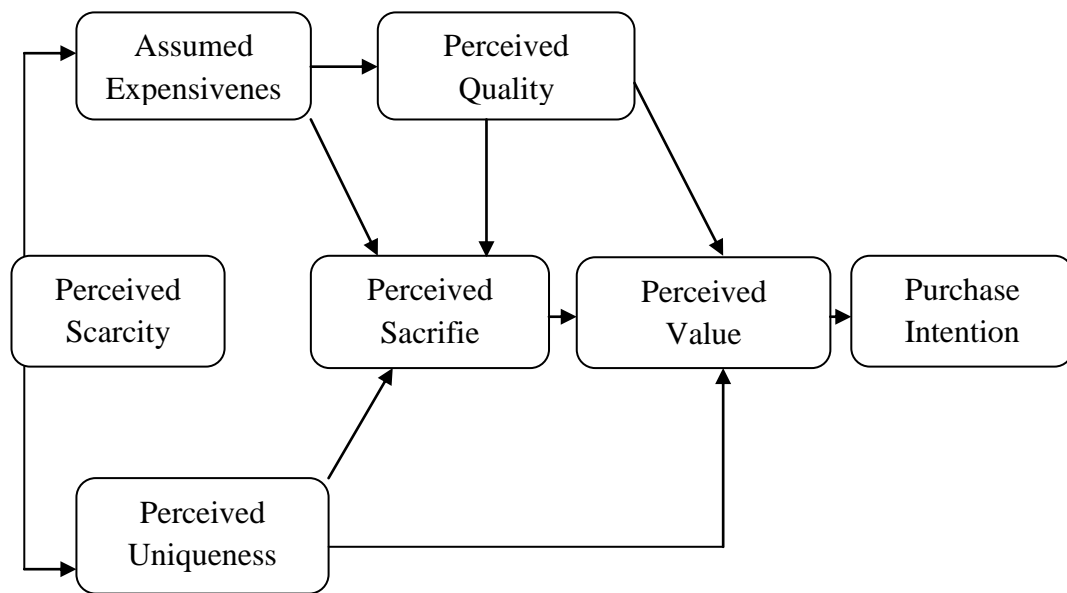 Assumed
Expensivenes
Perceived
Quality
Perceived
Scarcity
Perceived
Sacrifie
Perceived
Value
Purchase
Intention
Perceived
Uniqueness